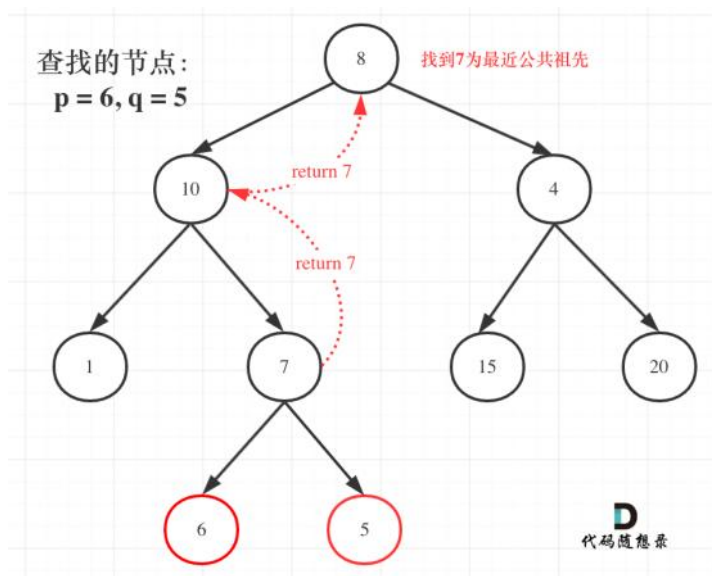 查找的节点：
p = 6, q = 5
8
找到7为最近公共祖先
return 7
10
4
return 7
1
7
15
20
6
5
代码随想录